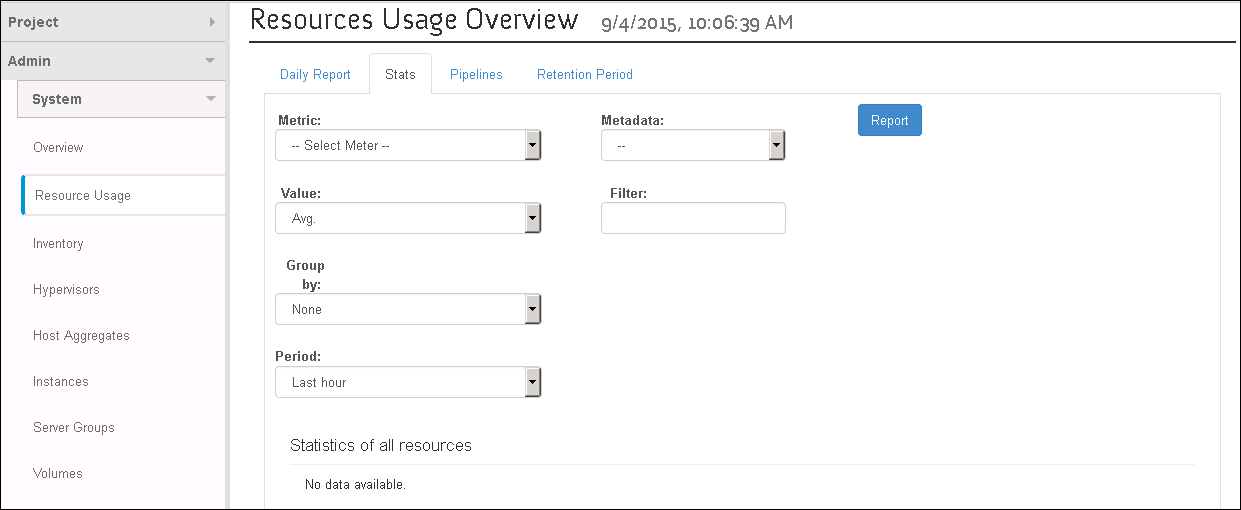 Project
Admin
System
Overview
Resource Usage
Inventory
Hypervisors
Host Aggregates
Instances
Server Groups
Volumes
Resources Usage Overview 9/4/2015, 10:06:39 AM
Daily Report Stats Pipelines Retention Period
Metric: Metadata: Report
-- Select Meter -- --
Value: Filter:
Avg.
Group
by:
None
Period:
Last hour
Statistics of all resources
No data available.